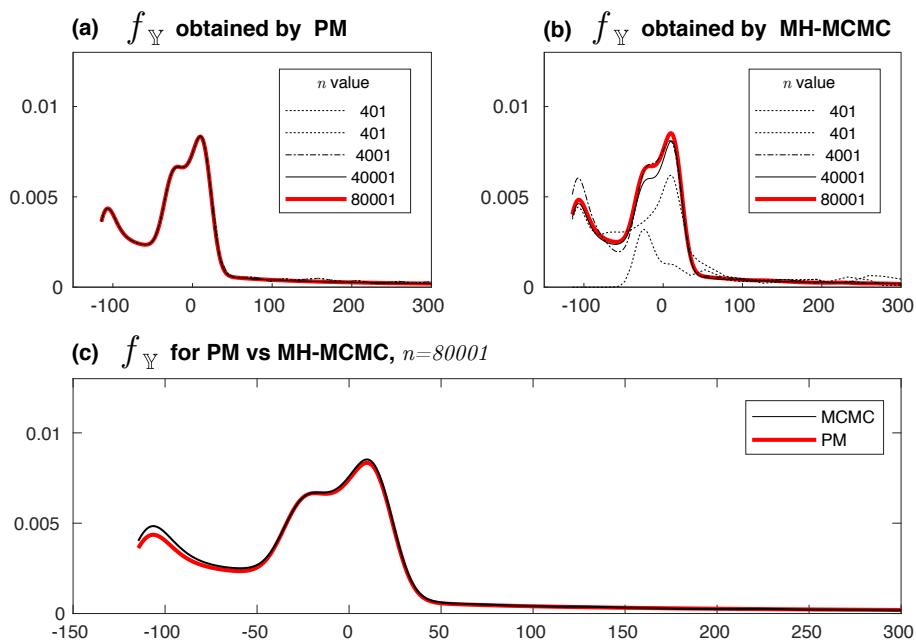 (a) f𝕐 obtained by PM
n value
401
401
4001
40001
80001
0.01
0.005
0
-100 0 100 200 300
(b) f𝕐 obtained by MH-MCMC
n value
401
401
4001
40001
80001
0.01
0.005
0
-100 0 100 200 300
(c) f𝕐 for PM vs MH-MCMC, n=80001
MCMC
PM
0.01
0.005
0
-150 -100 -50 0 50 100 150 200 250 300